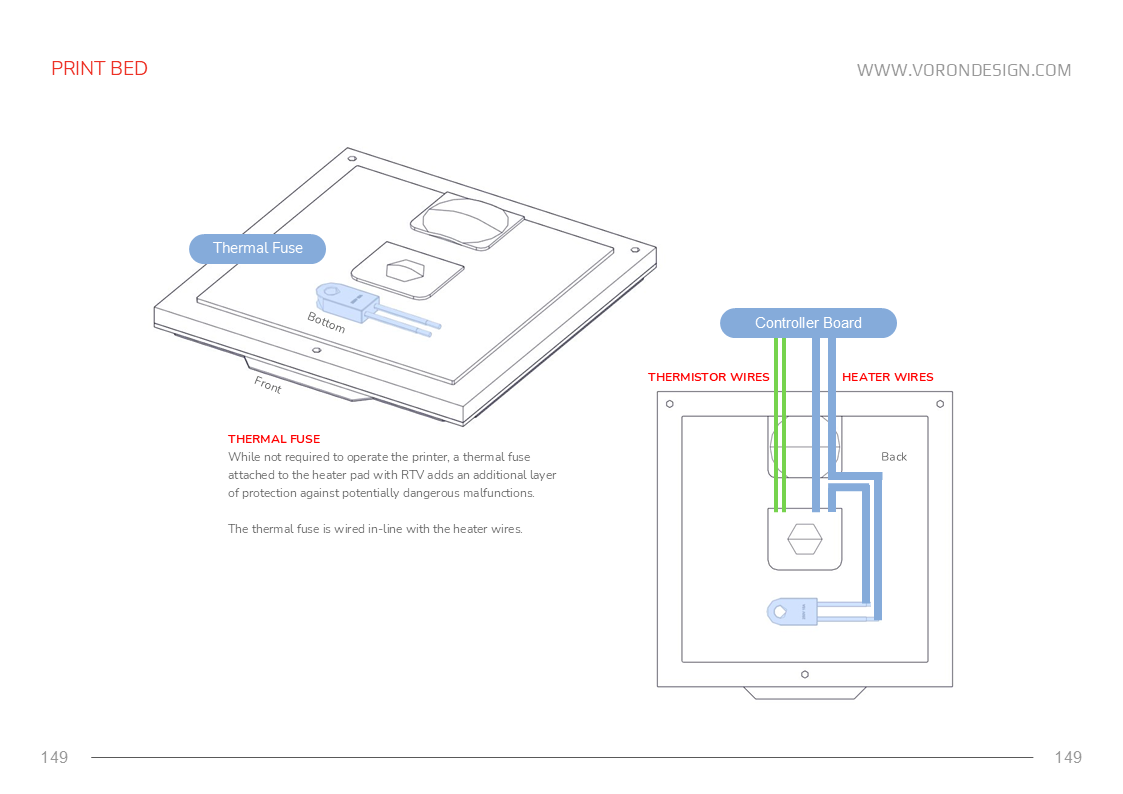 PRINT BED
WWW.VORONDESIGN.COM
Thermal Fuse
Bottom
Front
Controller Board
THERMISTOR WIRES
HEATER WIRES
Back
THERMAL FUSE
While not required to operate the printer, a thermal fuse
attached to the heater pad with RTV adds an additional layer
of protection against potentially dangerous malfunctions.
The thermal fuse is wired in-line with the heater wires.
149
149